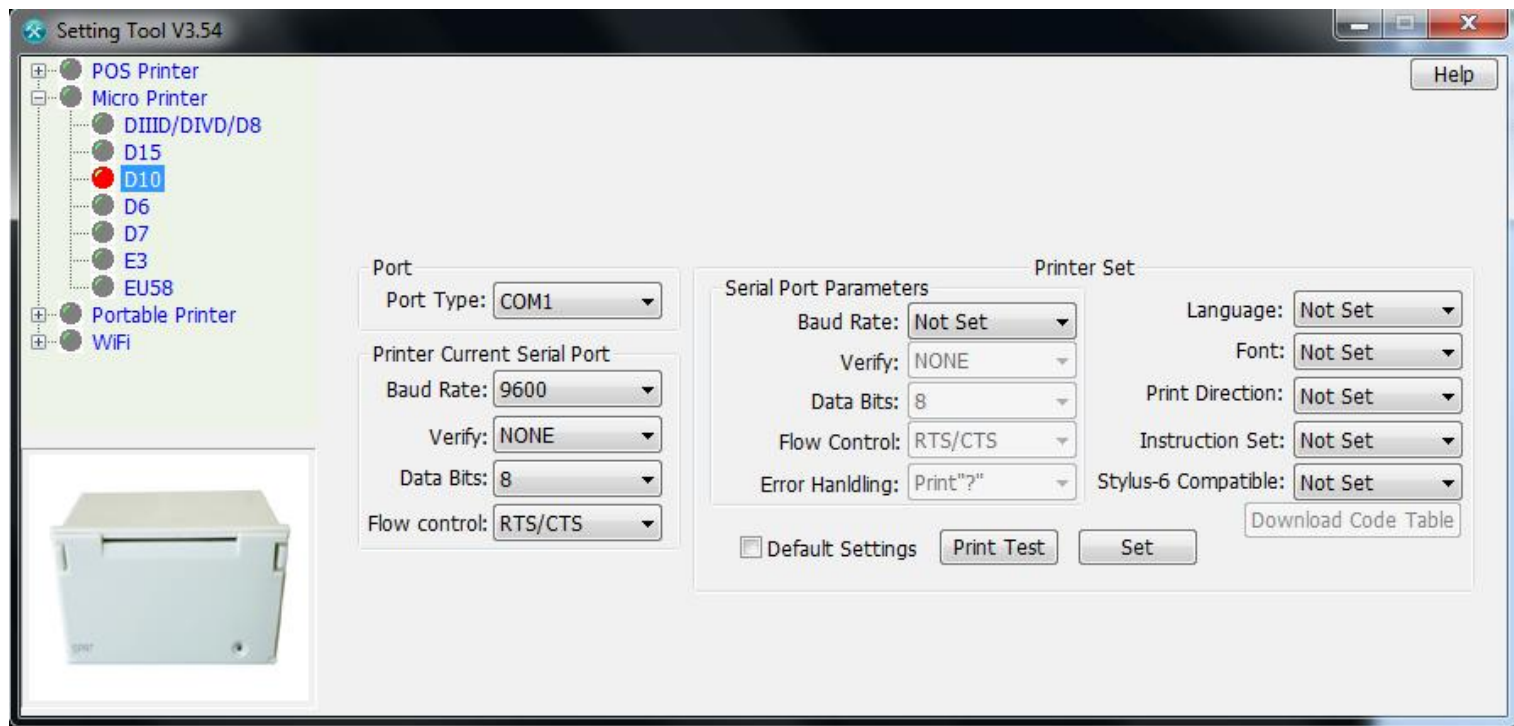 Setting Tool V3.54
Help
POS Printer
Micro Printer
DIIID/DIVD/D8
D15
D10
D6
D7
E3
EU58
Portable Printer
WiFi
Port
Port Type: COM1
Printer Current Serial Port
Baud Rate: 9600
Verify: NONE
Data Bits: 8
Flow control: RTS/CTS
Printer Set
Serial Port Parameters
Baud Rate: Not Set
Verify: NONE
Data Bits: 8
Flow Control: RTS/CTS
Error Hanldling: Print"?"
Language: Not Set
Font: Not Set
Print Direction: Not Set
Instruction Set: Not Set
Stylus-6 Compatible: Not Set
Download Code Table
Default Settings Print Test Set